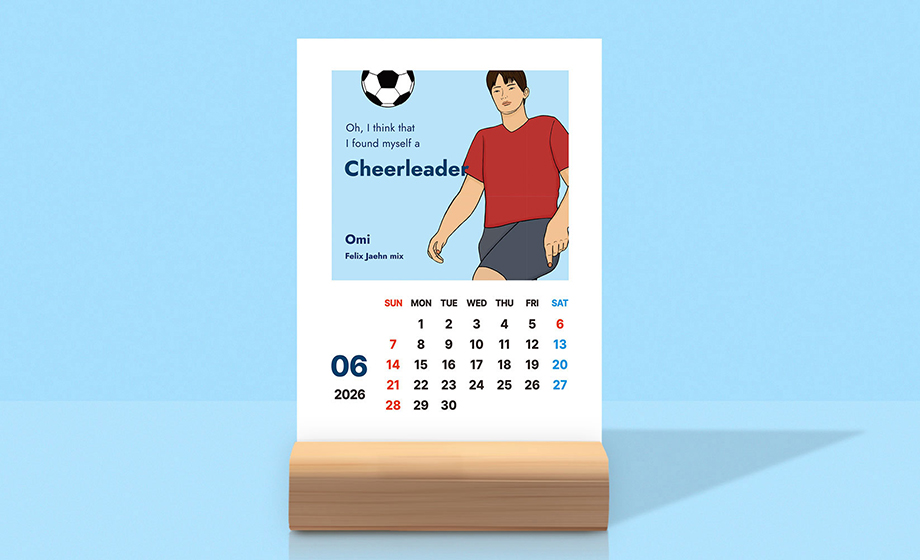 Oh, I think that
I found myself a
Cheerleader
Omi
Felix Jaehn mix
SUN MON TUE WED THU FRI SAT
1 2 3 4 5 6
7 8 9 10 11 12 13
14 15 16 17 18 19 20
21 22 23 24 25 26 27
28 29 30
06
2026